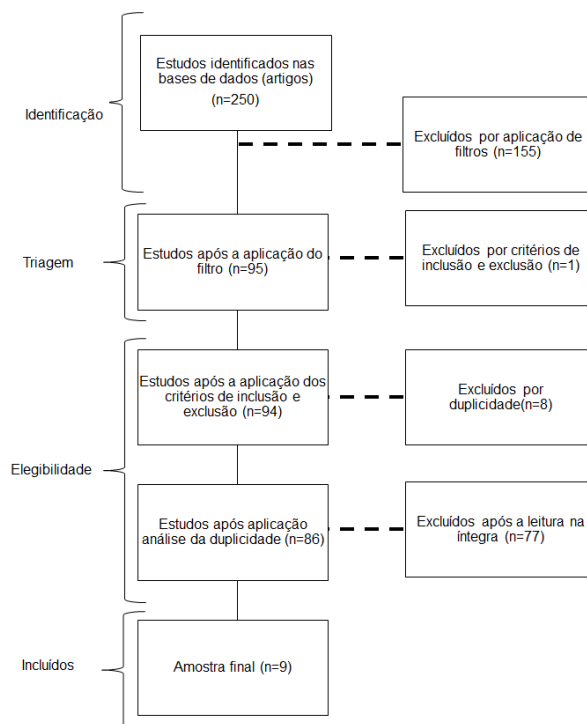 Identificação
Estudos identificados nas
bases de dados (artigos)
(n=250)
Excluídos por aplicação de
filtros (n=155)
Triagem
Estudos após a aplicação do
filtro (n=95)
Excluídos por critérios de
inclusão e exclusão (n=1)
Elegibilidade
Estudos após a aplicação dos
critérios de inclusão e
exclusão (n=94)
Excluídos por
duplicidade(n=8)
Estudos após aplicação
análise da duplicidade (n=86)
Excluídos após a leitura na
íntegra (n=77)
Incluídos
Amostra final (n=9)